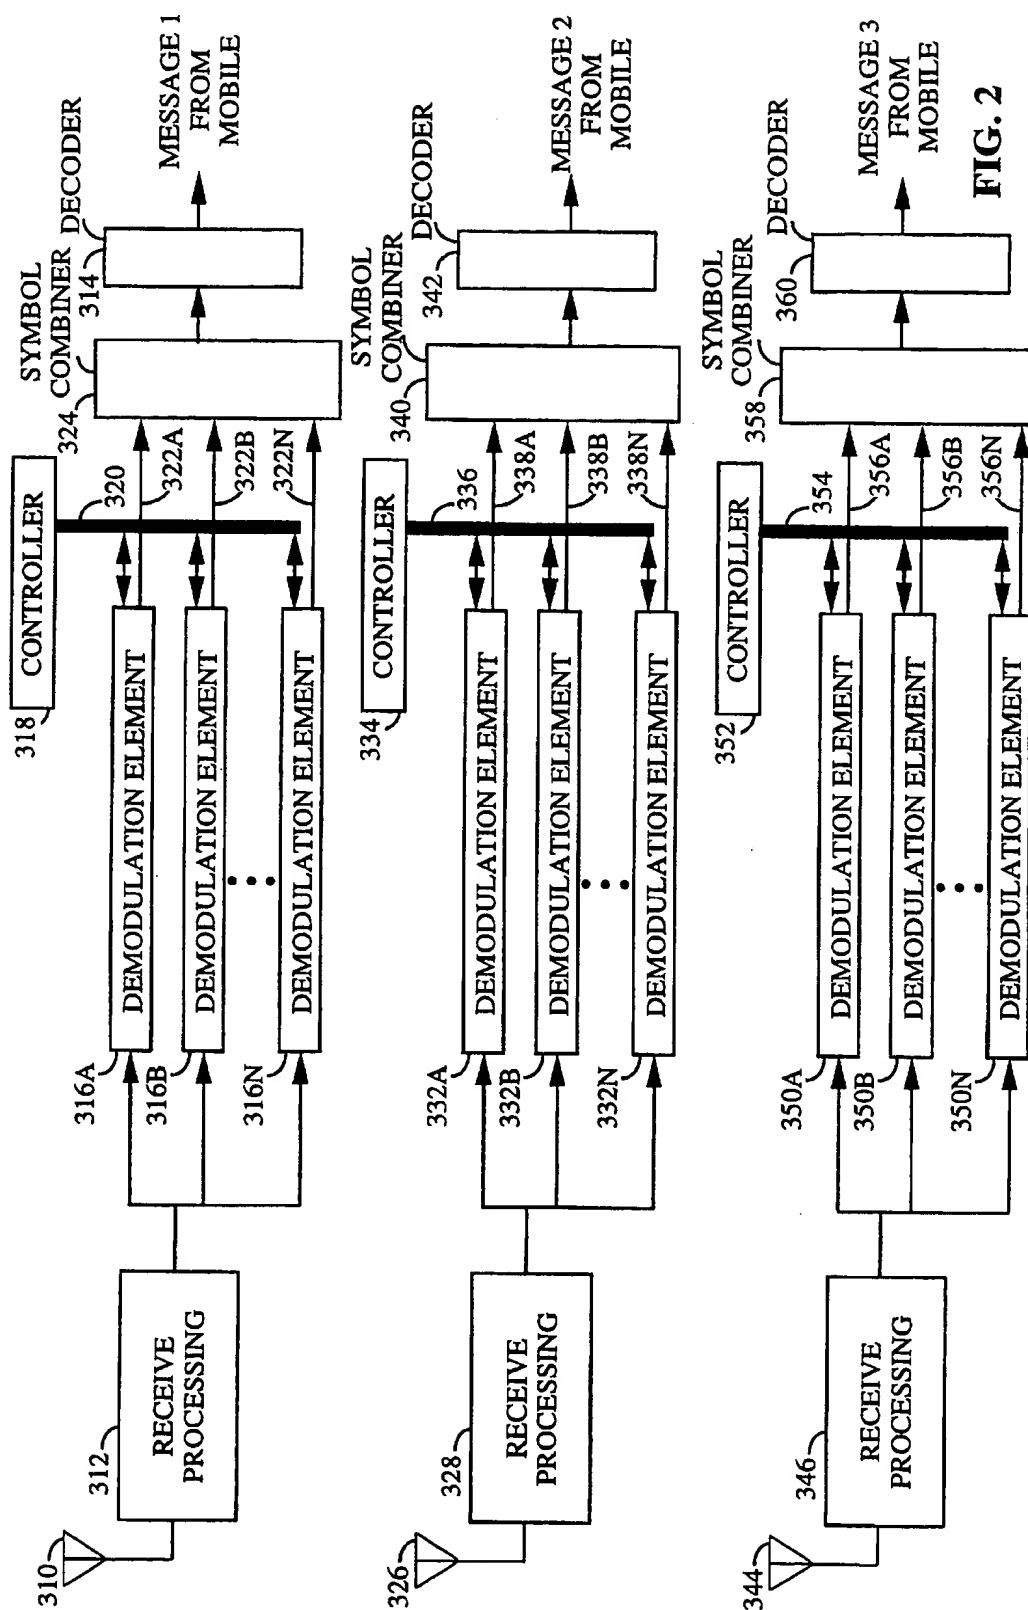 310
312
RECEIVE
PROCESSING
316A
DEMODULATION ELEMENT
316B
DEMODULATION ELEMENT
316N
DEMODULATION ELEMENT
318
CONTROLLER
320
322A
322B
322N
SYMBOL
COMBINER
324
DECODER
314
MESSAGE 1
FROM
MOBILE
326
328
RECEIVE
PROCESSING
332A
DEMODULATION ELEMENT
332B
DEMODULATION ELEMENT
332N
DEMODULATION ELEMENT
334
CONTROLLER
336
338A
338B
338N
SYMBOL
COMBINER
340
DECODER
342
MESSAGE 2
FROM
MOBILE
344
346
RECEIVE
PROCESSING
350A
DEMODULATION ELEMENT
350B
DEMODULATION ELEMENT
350N
DEMODULATION ELEMENT
352
CONTROLLER
354
356A
356B
356N
SYMBOL
COMBINER
358
DECODER
360
MESSAGE 3
FROM
MOBILE
FIG. 2